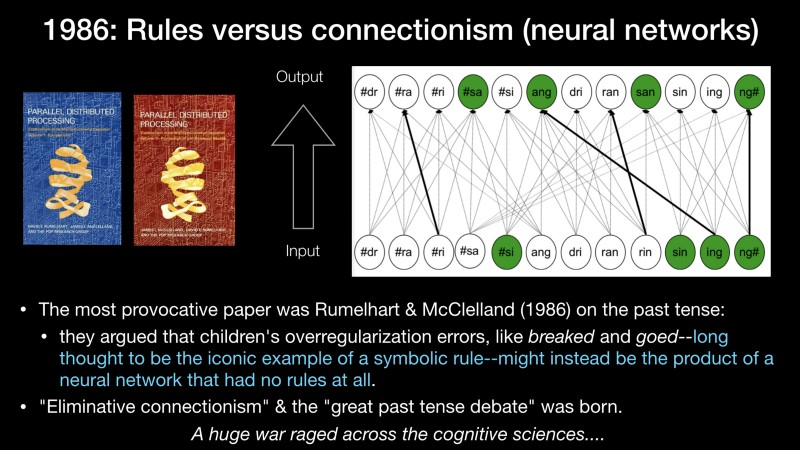 1986: Rules versus connectionism (neural networks)
Output
PARALLEL DISTRIBUTED
PROCESSING
PARALLEL DISTRIBUTED
PROCESSING
#dr #ra #ri #sa #si ang dri ran san sin ing ng#
Input
#dr #ra #ri #sa #si ang dri ran rin sin ing ng#
• The most provocative paper was Rumelhart & McClelland (1986) on the past tense:
• they argued that children's overregularization errors, like breaked and goed--long
thought to be the iconic example of a symbolic rule--might instead be the product of a
neural network that had no rules at all.
• "Eliminative connectionism" & the "great past tense debate" was born.
A huge war raged across the cognitive sciences....